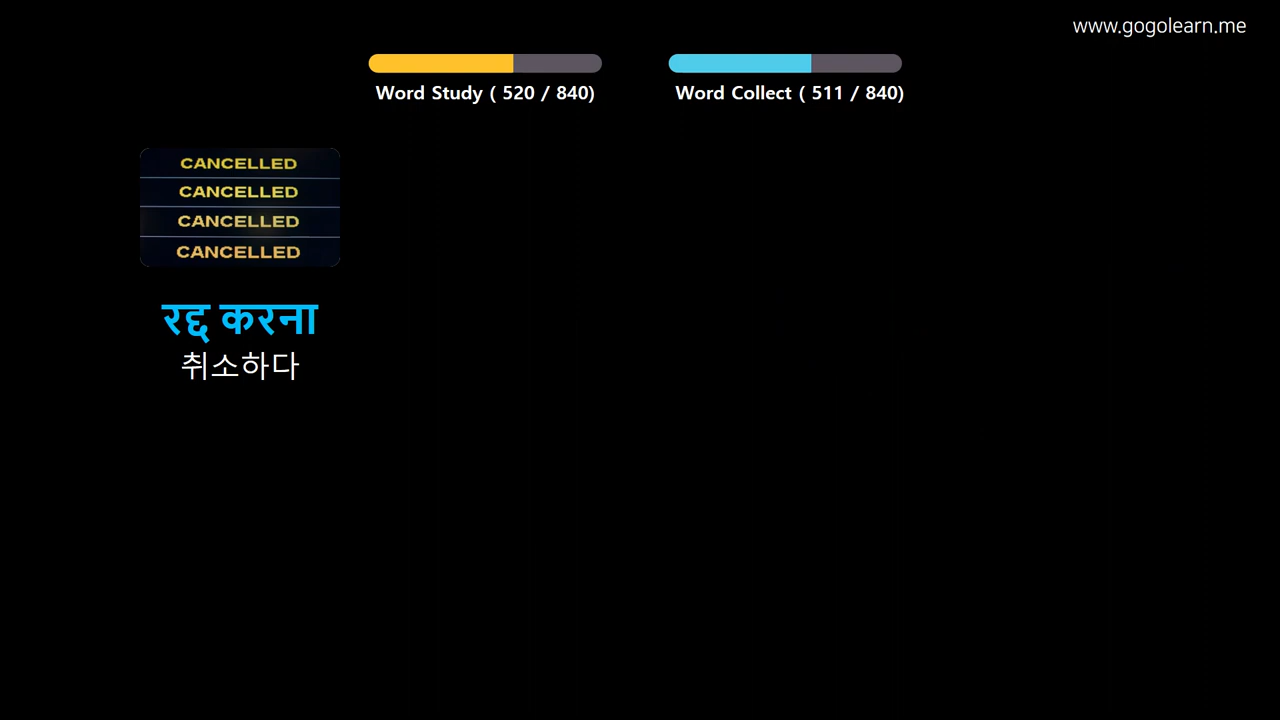 www.gogolearn.me
Word Study ( 520 / 840)
Word Collect ( 511 / 840)
CANCELLED
CANCELLED
CANCELLED
CANCELLED
रद्द करना
취소하다